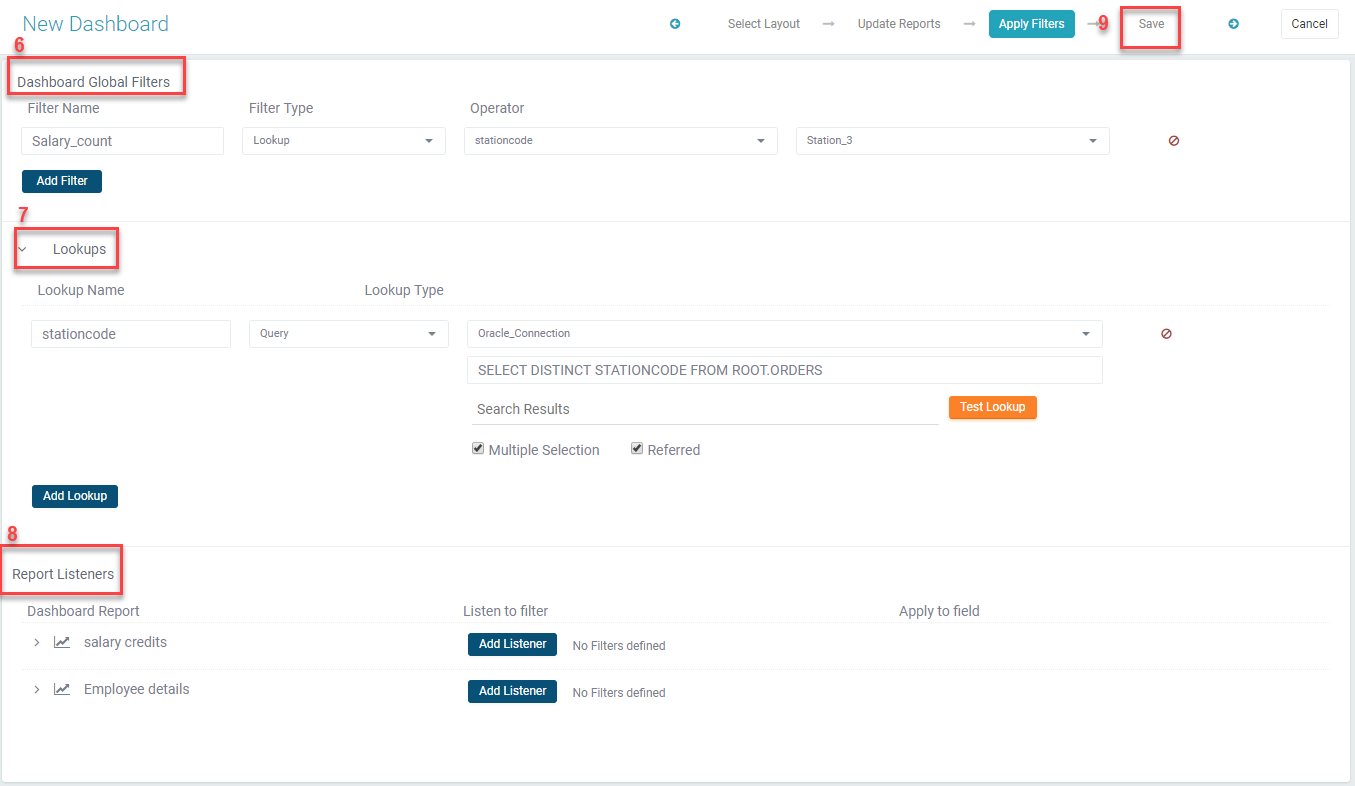 New Dashboard
Select Layout → Update Reports → Apply Filters → 9 Save Cancel
6
Dashboard Global Filters
Filter Name Filter Type Operator
Salary_count Lookup stationcode Station_3
Add Filter
7
Lookups
Lookup Name Lookup Type
stationcode Query Oracle_Connection
SELECT DISTINCT STATIONCODE FROM ROOT.ORDERS
Search Results Test Lookup
Multiple Selection Referred
Add Lookup
8
Report Listeners
Dashboard Report Listen to filter Apply to field
salary credits Add Listener No Filters defined
Employee details Add Listener No Filters defined